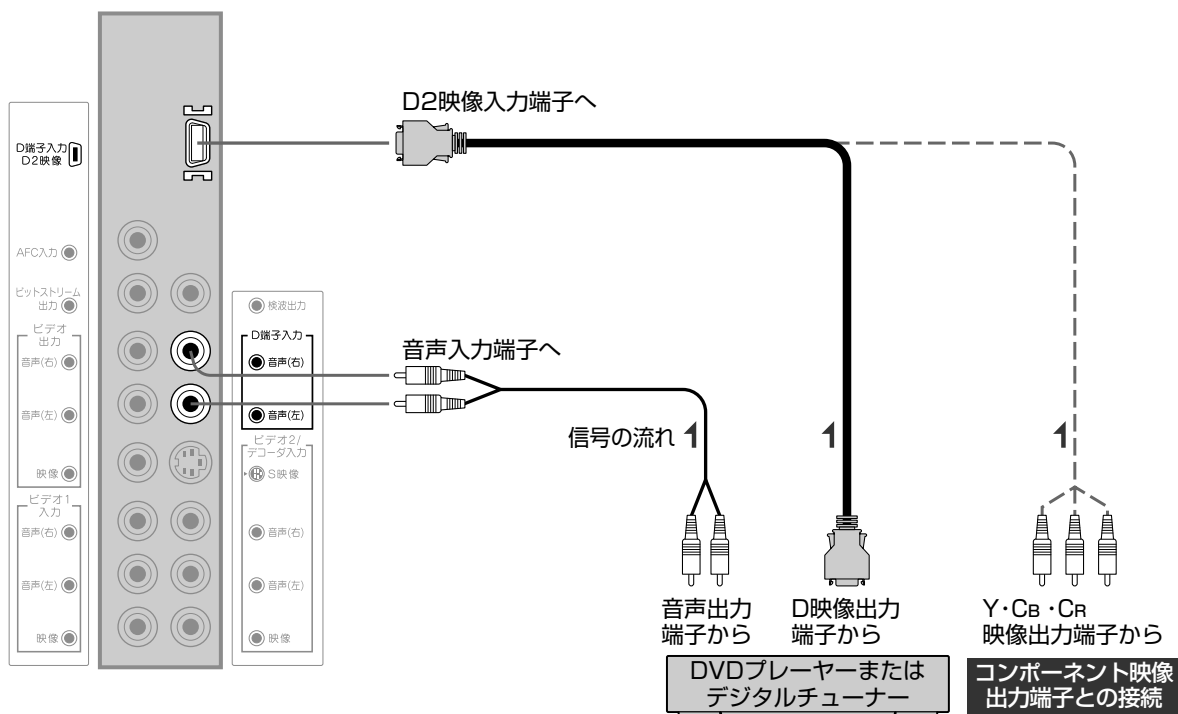 D2映像入力端子へ
D端子入力
D2映像
AFC入力
ビットストリーム
出力
ビデオ
出力
音声(右)
音声(左)
映像
ビデオ1
入力
音声(右)
音声(左)
映像
検波出力
D端子入力
音声(右)
音声(左)
ビデオ2/
デコーダ入力
S映像
音声(右)
音声(左)
映像
音声入力端子へ
信号の流れ
音声出力
端子から
D映像出力
端子から
Y・CB・CR
映像出力端子から
DVDプレーヤーまたは
デジタルチューナー
コンポーネント映像
出力端子との接続